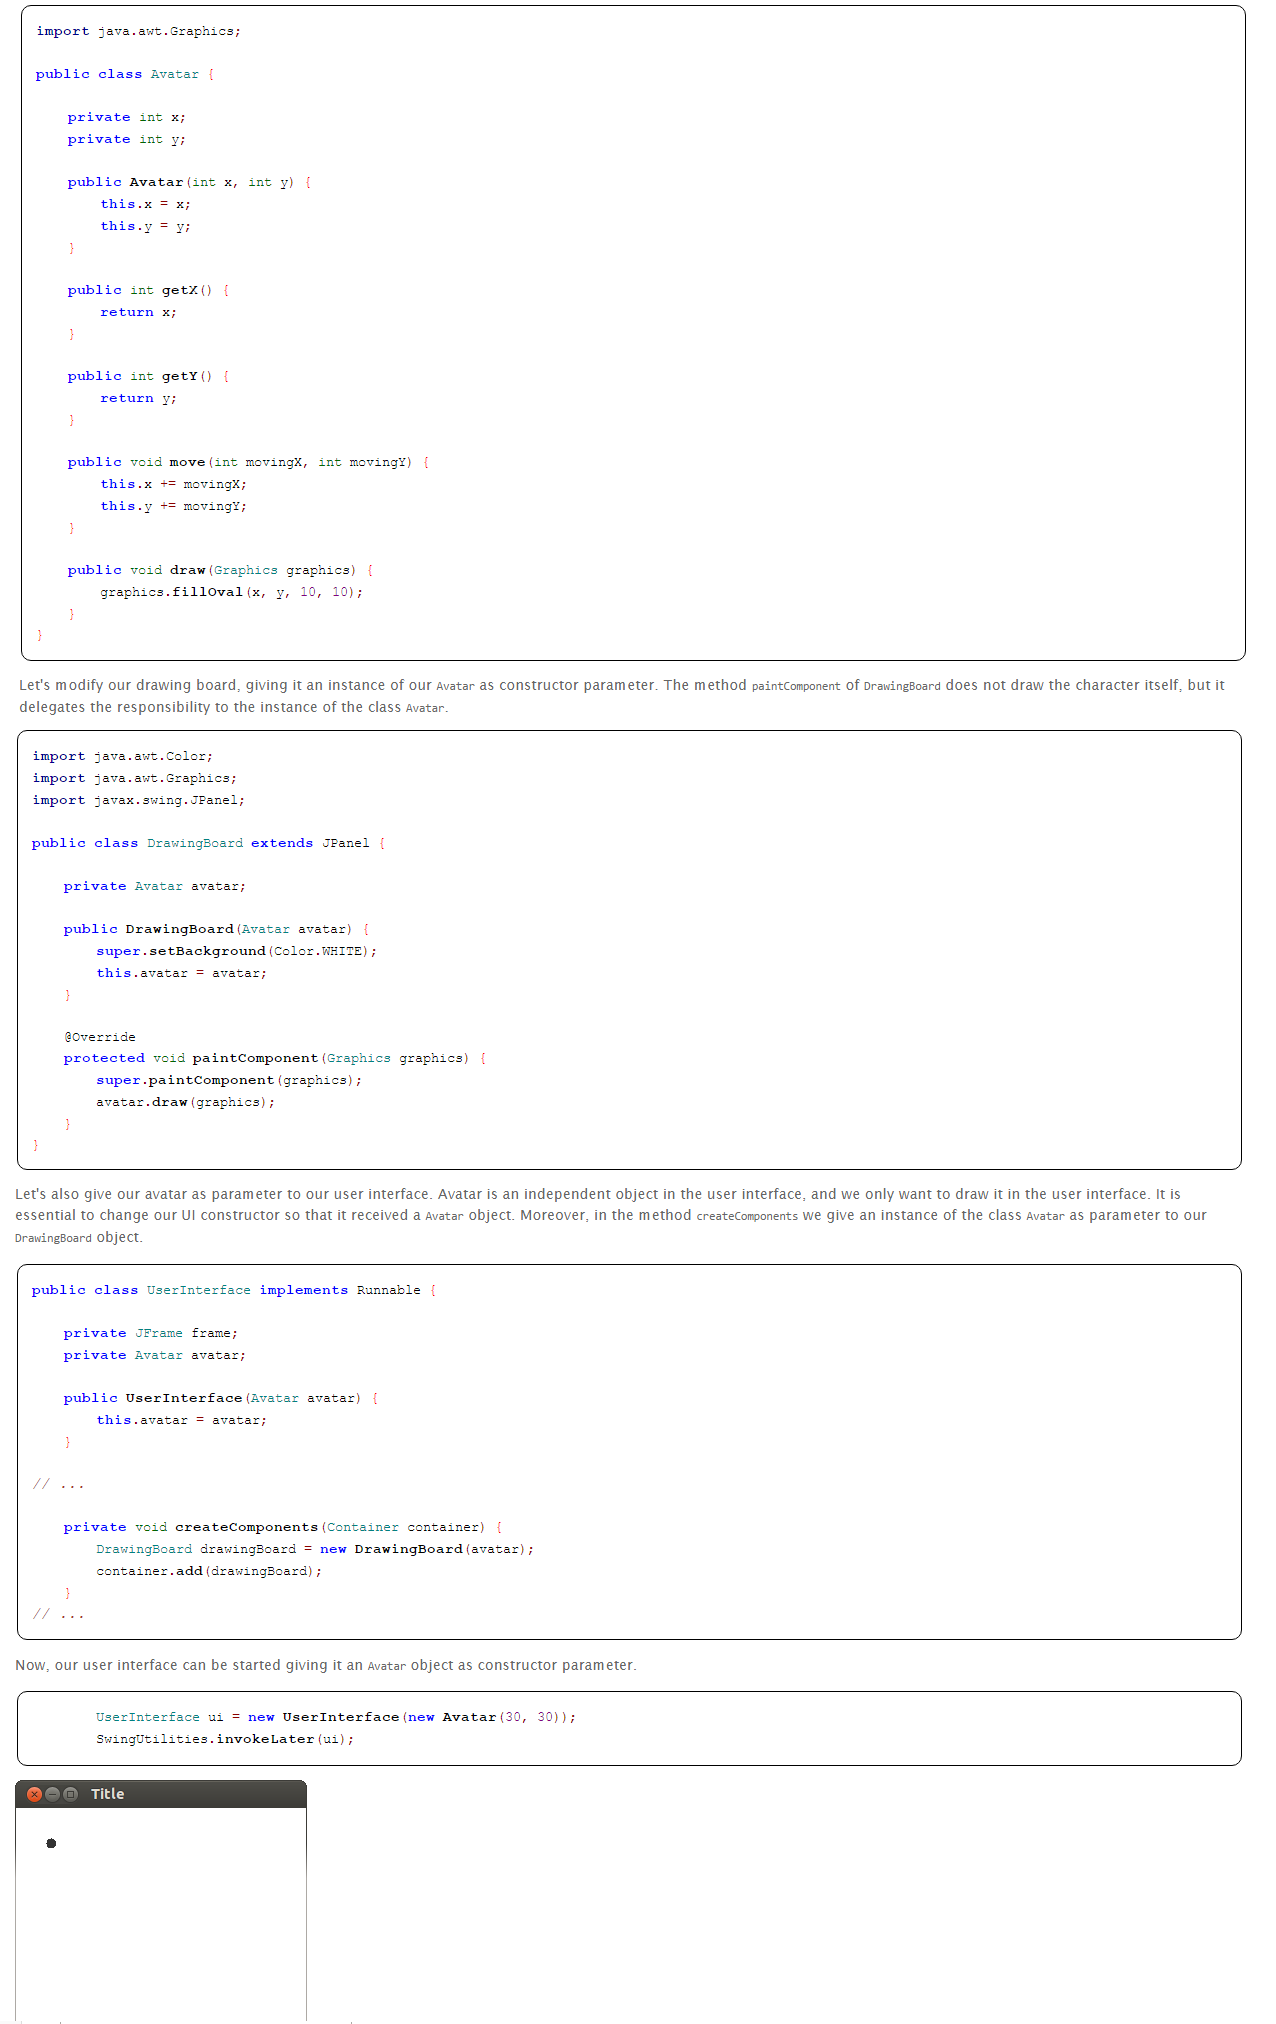 import java.awt.Graphics;
public class Avatar {
private int x;
private int y;
public Avatar(int x, int y) {
this.x = x;
this.y = y;
}
public int getX() {
return x;
}
public int getY() {
return y;
}
public void move(int movingX, int movingY) {
this.x += movingX;
this.y += movingY;
}
public void draw(Graphics graphics) {
graphics.fillOval(x, y, 10, 10);
}
}
Let's modify our drawing board, giving it an instance of our Avatar as constructor parameter. The method paintComponent of DrawingBoard does not draw the character itself, but it
delegates the responsibility to the instance of the class Avatar.
import java.awt.Color;
import java.awt.Graphics;
import javax.swing.JPanel;
public class DrawingBoard extends JPanel {
private Avatar avatar;
public DrawingBoard(Avatar avatar) {
super.setBackground(Color.WHITE);
this.avatar = avatar;
}
@Override
protected void paintComponent(Graphics graphics) {
super.paintComponent(graphics);
avatar.draw(graphics);
}
}
Let's also give our avatar as parameter to our user interface. Avatar is an independent object in the user interface, and we only want to draw it in the user interface. It is
essential to change our UI constructor so that it received a Avatar object. Moreover, in the method createComponents we give an instance of the class Avatar as parameter to our
DrawingBoard object.
public class UserInterface implements Runnable {
private JFrame frame;
private Avatar avatar;
public UserInterface(Avatar avatar) {
this.avatar = avatar;
}
// ...
private void createComponents(Container container) {
DrawingBoard drawingBoard = new DrawingBoard(avatar);
container.add(drawingBoard);
}
// ...
Now, our user interface can be started giving it an Avatar object as constructor parameter.
UserInterface ui = new UserInterface(new Avatar(30, 30));
SwingUtilities.invokeLater(ui);
Title